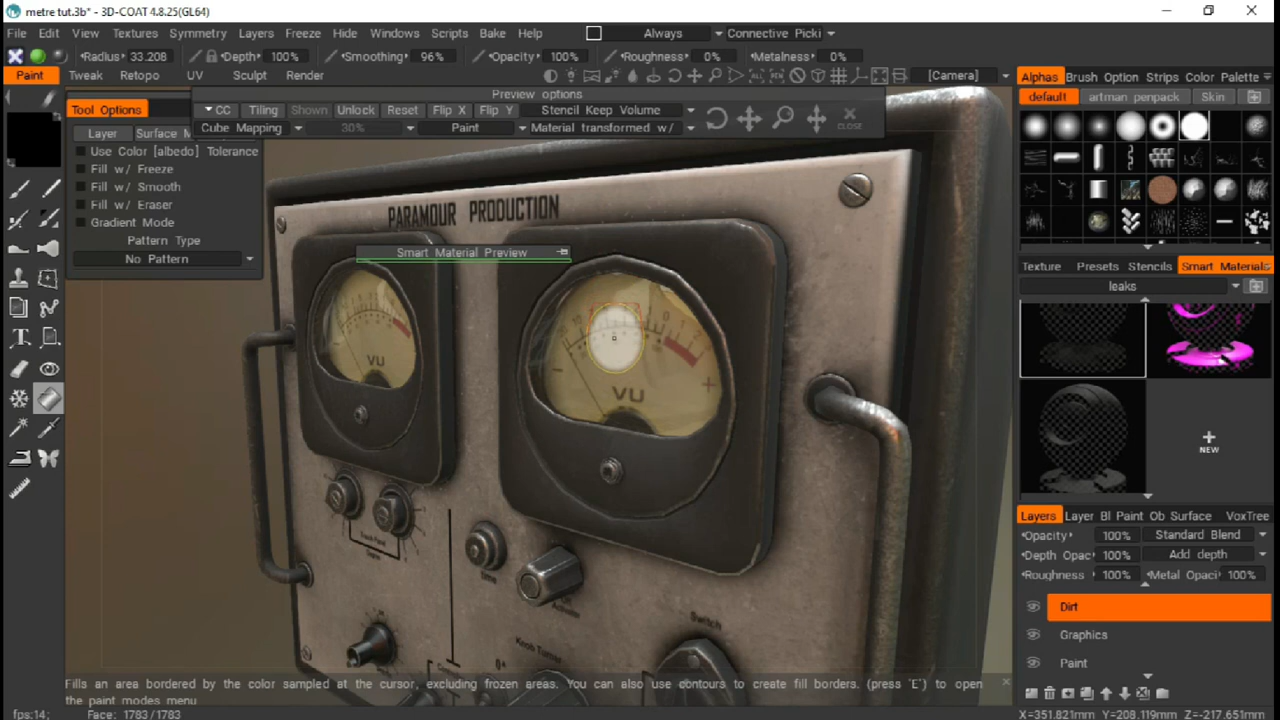 metre tut.3b* - 3D-COAT 4.8.25(GL64)
File Edit View Textures Symmetry Layers Freeze Hide Windows Scripts Bake Help Always Connective Picki
Radius 33.208 Depth 100% Smoothing 96% Opacity 100% Roughness 0% Metalness 0%
Paint Tweak Retopo UV Sculpt Render [Camera] Alphas Brush Option Strips Color Palette
Preview options
default artman penpack Skin
Tool Options CC Tiling Shown Unlock Reset Flip X Flip Y Stencil Keep Volume
Cube Mapping 30% Paint Material transformed w/ CLOSE
Layer Surface M
Use Color [albedo] Tolerance
Fill w/ Freeze
Fill w/ Smooth
Fill w/ Eraser
Gradient Mode
Pattern Type
No Pattern
PARAMOUR PRODUCTION
Smart Material Preview
VU
VU
Switch
Texture Presets Stencils Smart Materials
leaks
NEW
Layers Layer Bl Paint Ob Surface VoxTree
Opacity 100% Standard Blend
Depth Opac 100% Add depth
Roughness 100% Metal Opaci 100%
Dirt
Graphics
Paint
Fills an area bordered by the color sampled at the cursor, excluding frozen areas. You can also use contours to create fill borders. (press 'E') to open
the paint modes menu
fps:14; Face: 1783/1783 X=351.821mm Y=208.119mm Z=-217.651mm